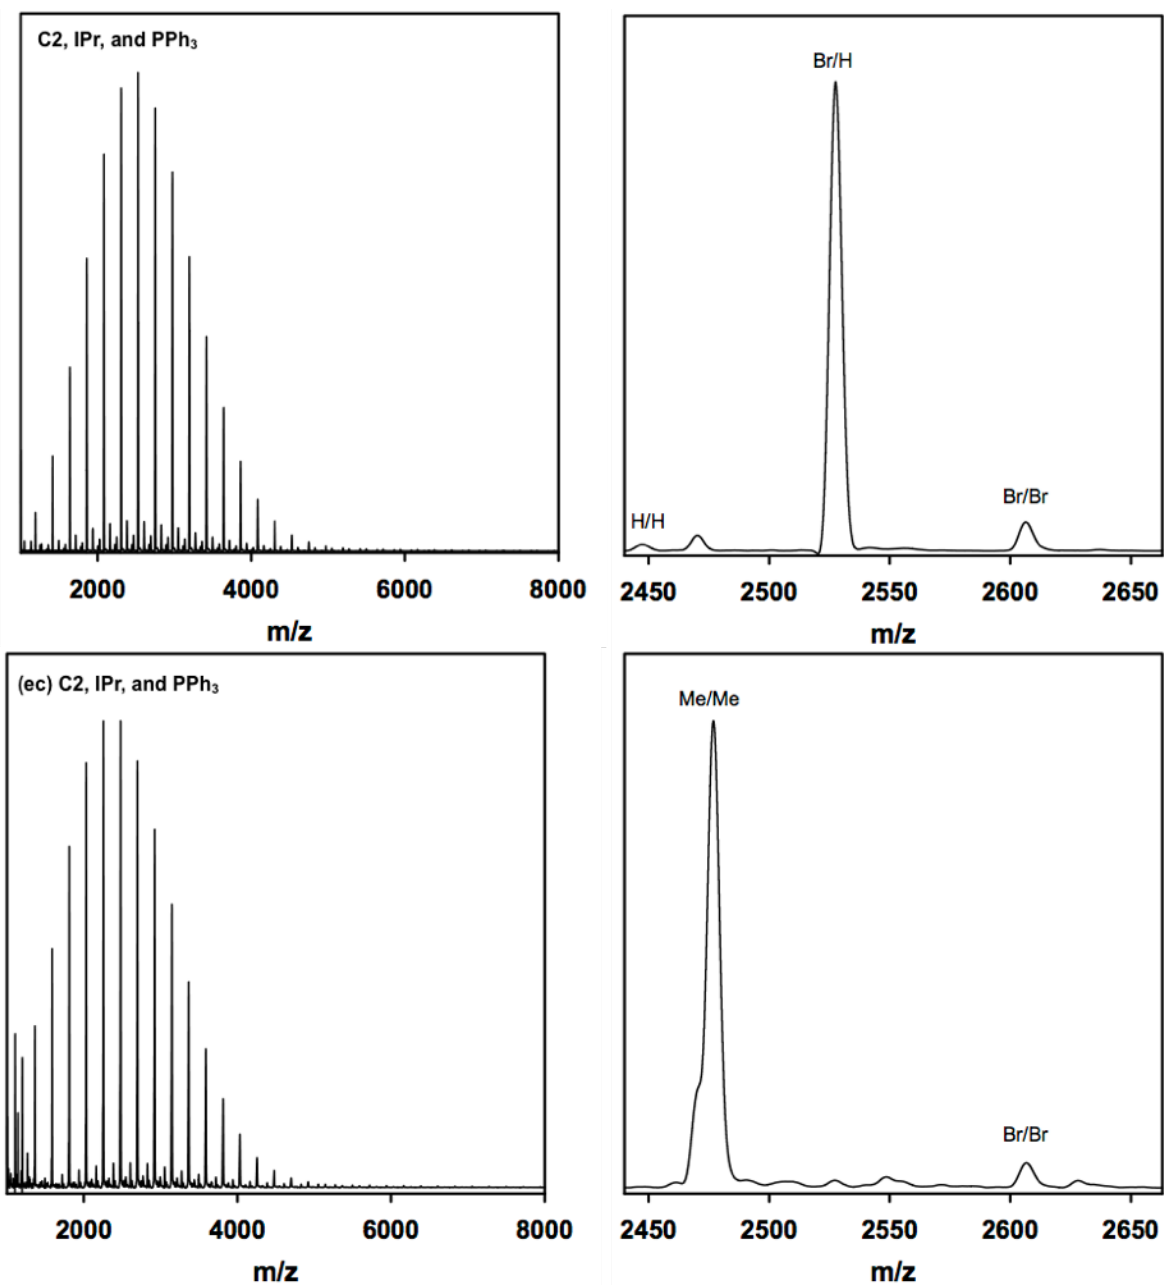 C2, IPr, and PPh₃
2000 4000 6000 8000
m/z
Br/H
Br/Br
H/H
2450 2500 2550 2600 2650
m/z
(ec) C2, IPr, and PPh₃
2000 4000 6000 8000
m/z
Me/Me
Br/Br
2450 2500 2550 2600 2650
m/z